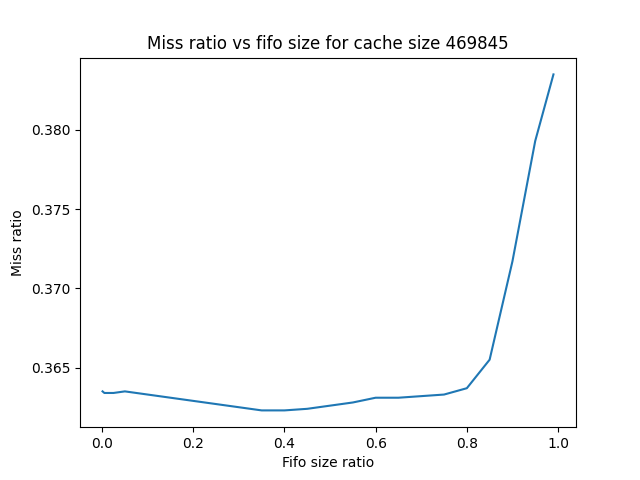 Miss ratio vs fifo size for cache size 469845
0.380
0.375
0.370
0.365
Miss ratio
0.0 0.2 0.4 0.6 0.8 1.0
Fifo size ratio